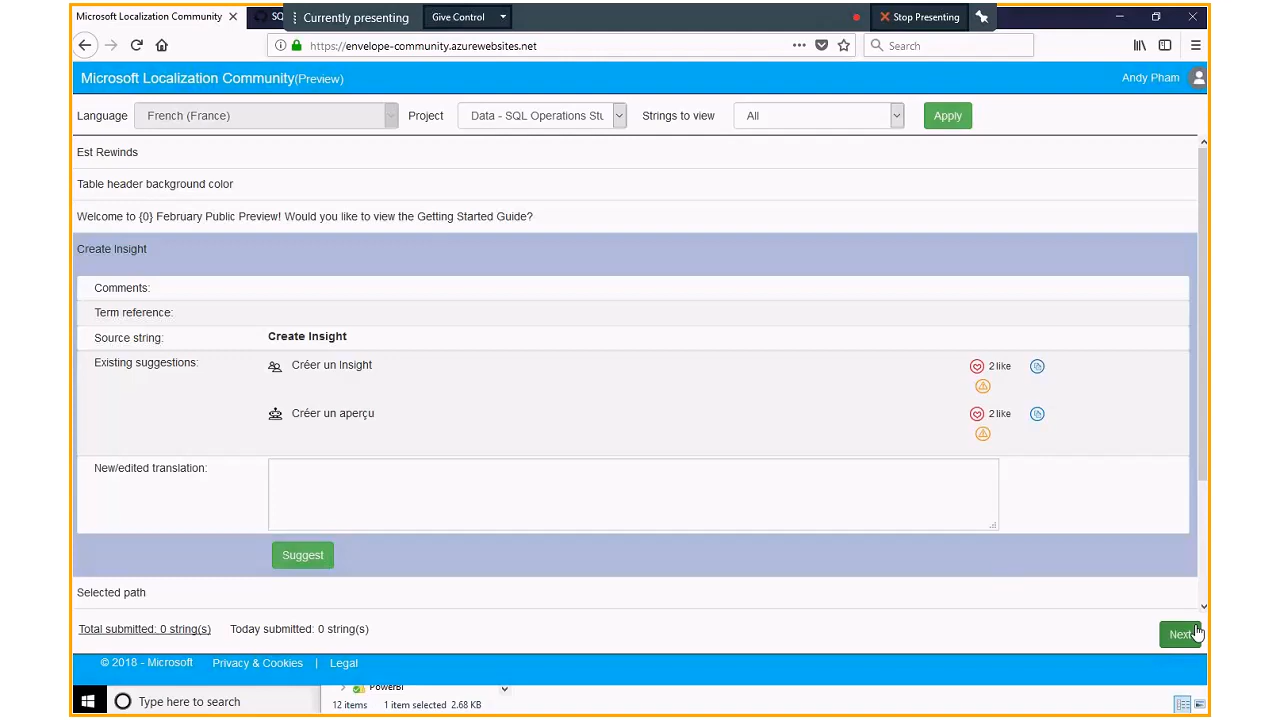 Microsoft Localization Community
Currently presenting
Give Control
Stop Presenting
https://envelope-community.azurewebsites.net
Search
Microsoft Localization Community(Preview)
Andy Pham
Language French (France) Project Data - SQL Operations Stu Strings to view All Apply
Est Rewinds
Table header background color
Welcome to {0} February Public Preview! Would you like to view the Getting Started Guide?
Create Insight
Comments:
Term reference:
Source string: Create Insight
Existing suggestions: Créer un Insight 2 like
Créer un aperçu 2 like
New/edited translation:
Suggest
Selected path
Total submitted: 0 string(s) Today submitted: 0 string(s)
Next
© 2018 - Microsoft Privacy & Cookies | Legal
PowerBI
Type here to search
12 items 1 item selected 2.68 KB